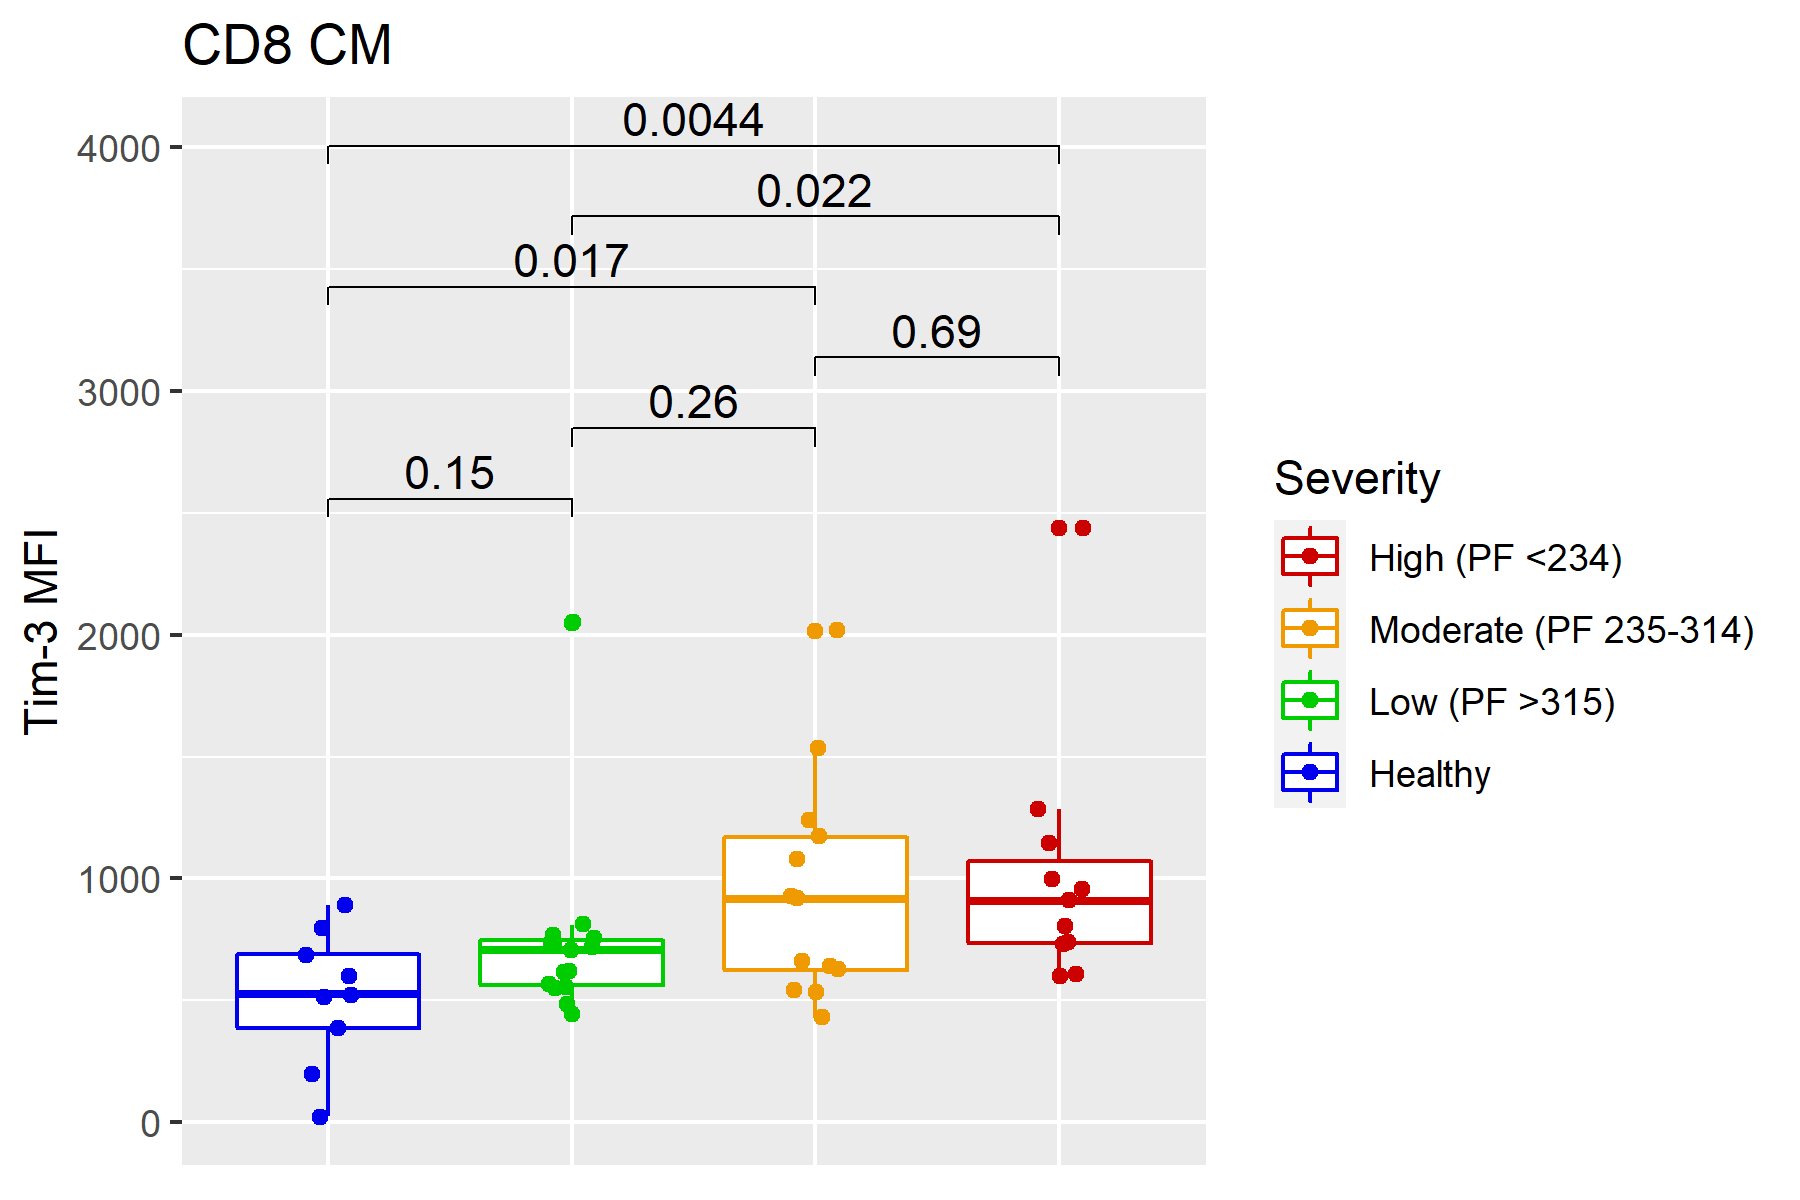 CD8 CM
0.0044
4000
0.022
0.017
0.69
3000
0.26
0.15
Tim-3 MFI
2000
1000
0
Severity
High (PF <234)
Moderate (PF 235-314)
Low (PF >315)
Healthy